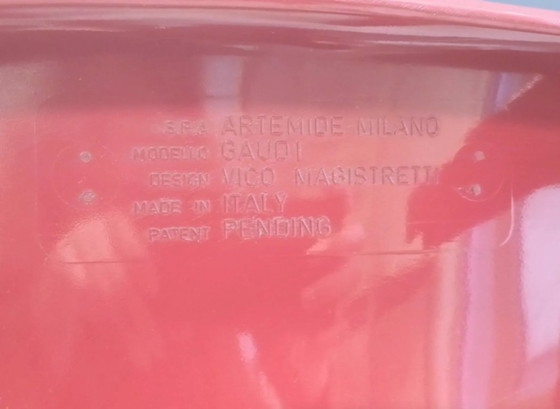 S.P.A. ARTEMIDE MILANO
MODELLO GAUDI
DESIGN VICO MAGISTRETTI
MADE IN ITALY
PATENT PENDING